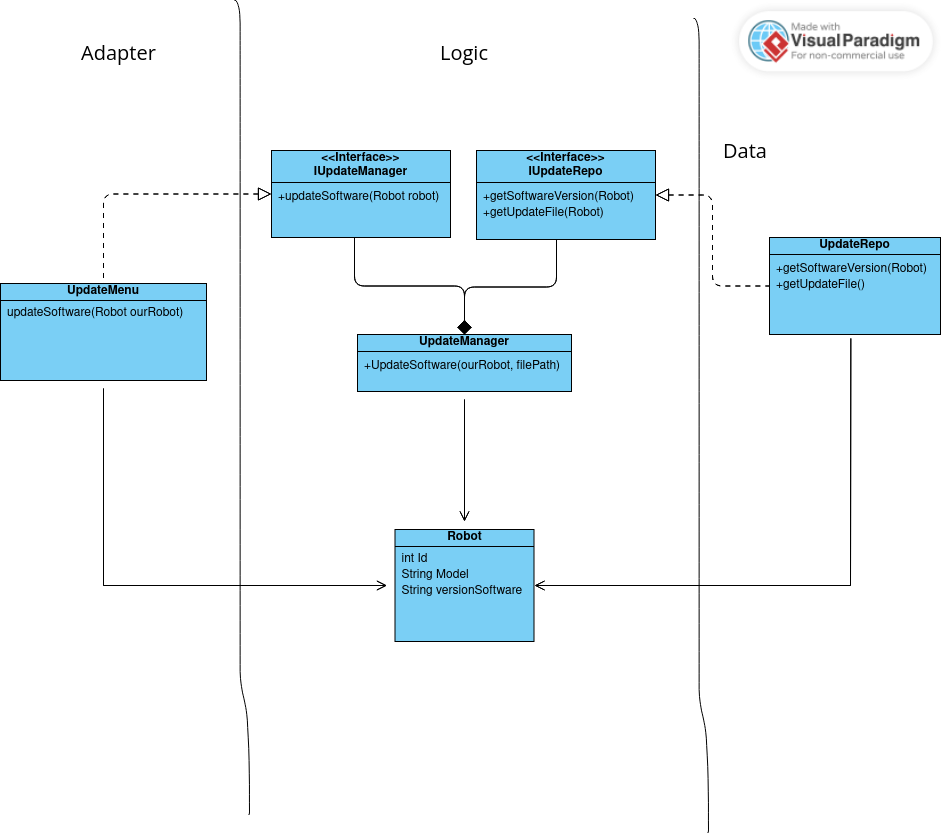 Made with
Visual Paradigm
For non-commercial use
Adapter
Logic
Data
<<Interface>>
IUpdateManager
+updateSoftware(Robot robot)
<<Interface>>
IUpdateRepo
+getSoftwareVersion(Robot)
+getUpdateFile(Robot)
UpdateRepo
+getSoftwareVersion(Robot)
+getUpdateFile()
UpdateMenu
updateSoftware(Robot ourRobot)
UpdateManager
+UpdateSoftware(ourRobot, filePath)
Robot
int Id
String Model
String versionSoftware